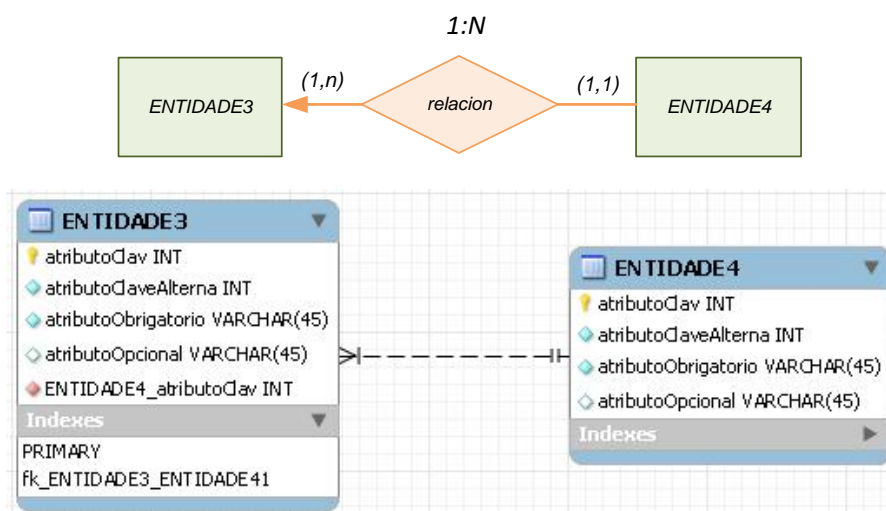 1:N
ENTIDADE3
(1,n)
relacion
(1,1)
ENTIDADE4
ENTIDADE3
atributoClav INT
atributoClaveAlterna INT
atributoObrigatorio VARCHAR(45)
atributoOpcional VARCHAR(45)
ENTIDADE4_atributoClav INT
Indexes
PRIMARY
fk_ENTIDADE3_ENTIDADE41
ENTIDADE4
atributoClav INT
atributoClaveAlterna INT
atributoObrigatorio VARCHAR(45)
atributoOpcional VARCHAR(45)
Indexes